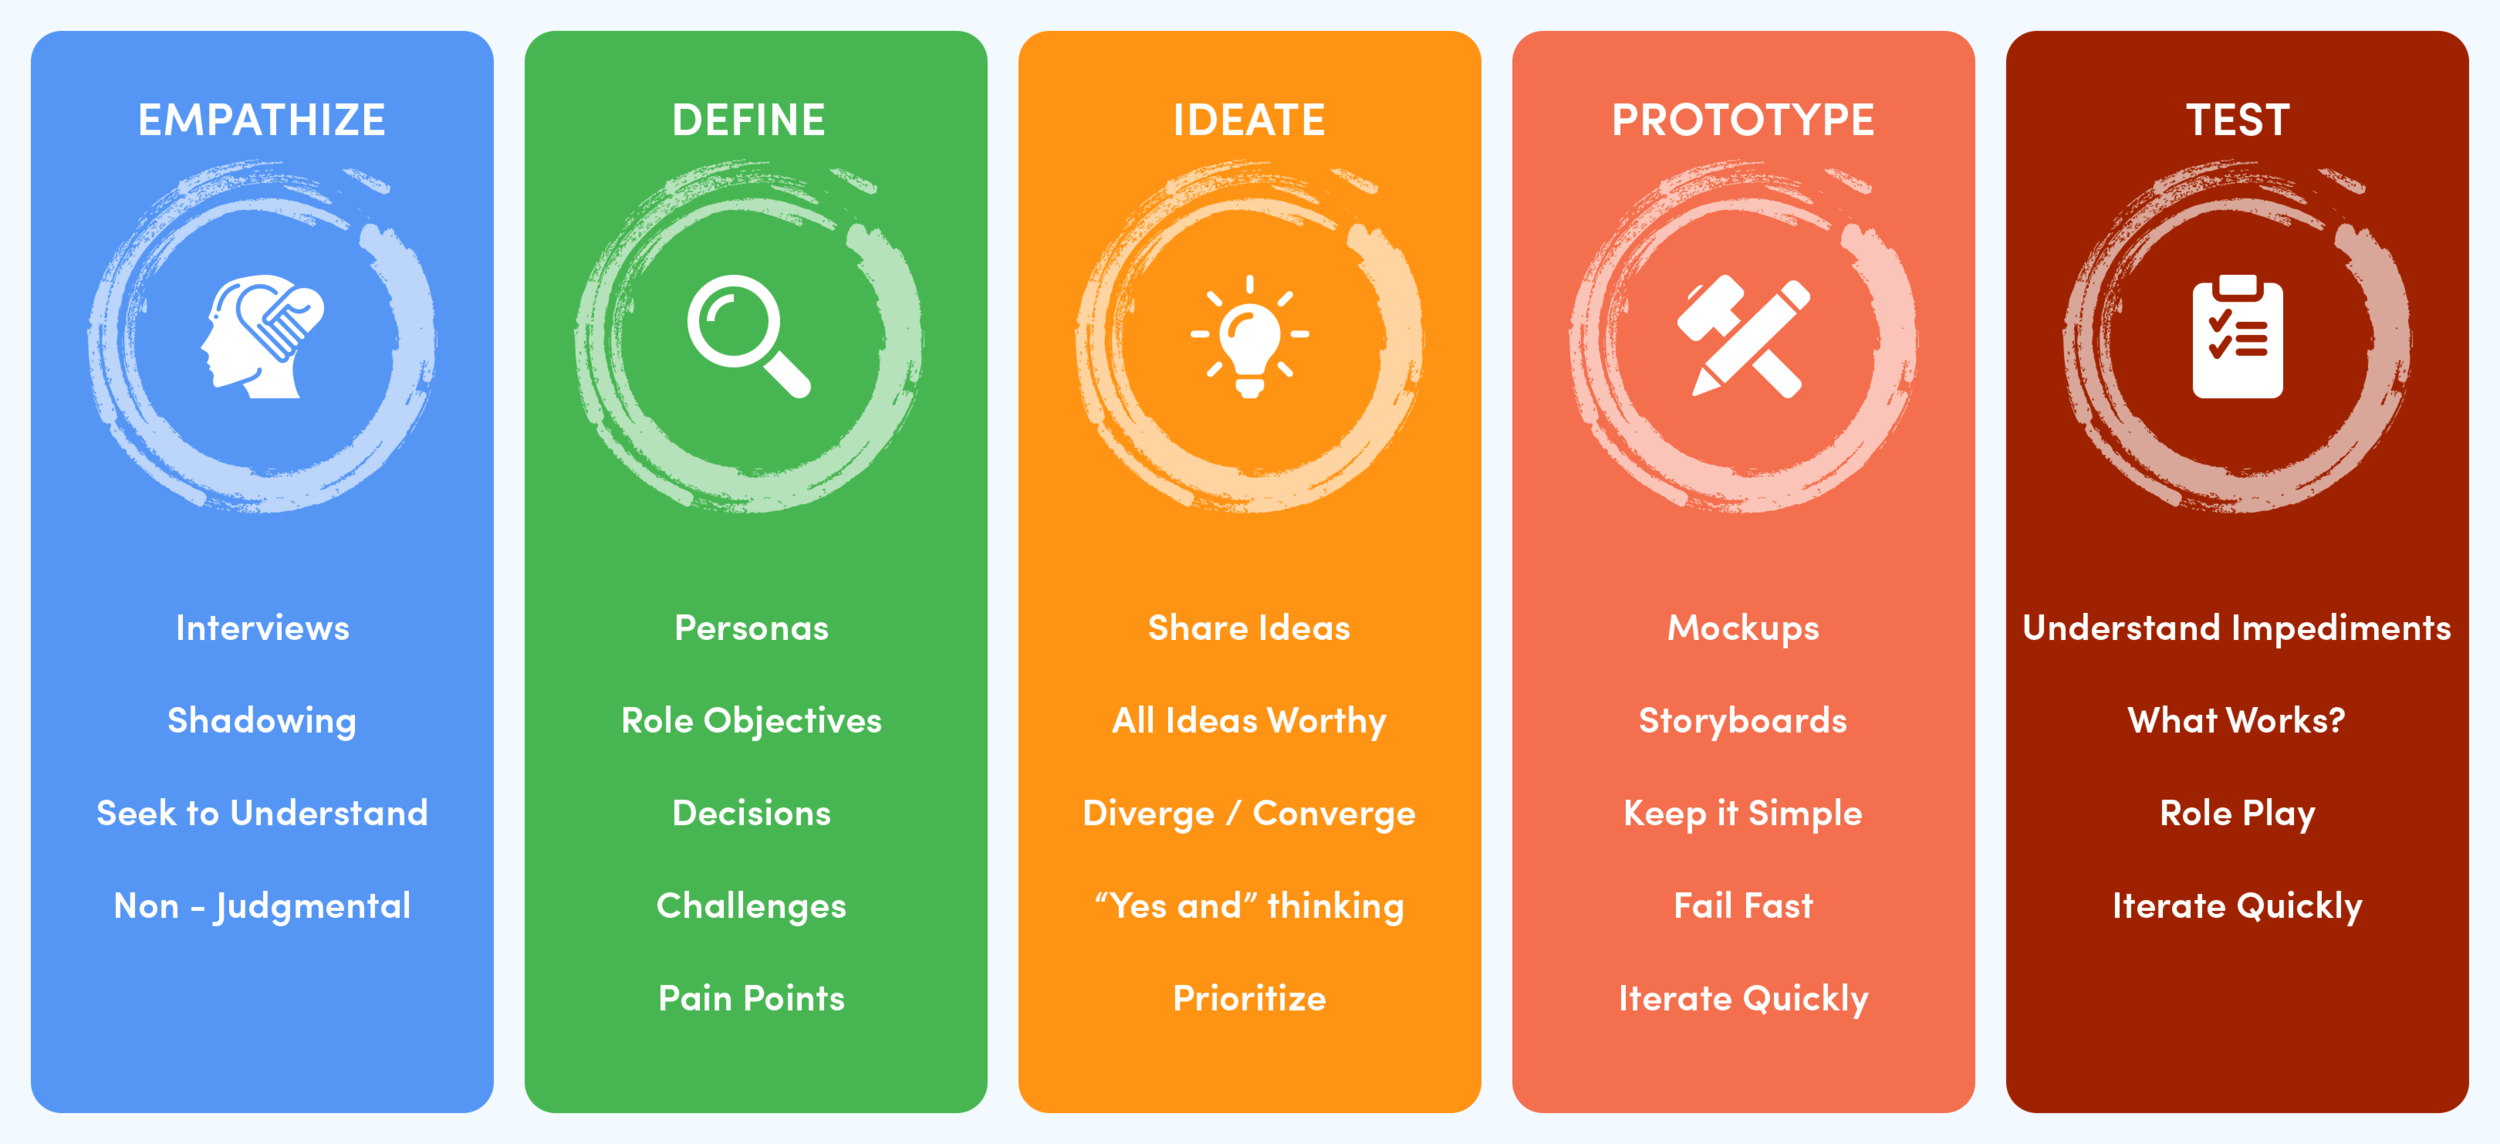 EMPATHIZE
Interviews
Shadowing
Seek to Understand
Non - Judgmental
DEFINE
Personas
Role Objectives
Decisions
Challenges
Pain Points
IDEATE
Share Ideas
All Ideas Worthy
Diverge / Converge
“Yes and” thinking
Prioritize
PROTOTYPE
Mockups
Storyboards
Keep it Simple
Fail Fast
Iterate Quickly
TEST
Understand Impediments
What Works?
Role Play
Iterate Quickly